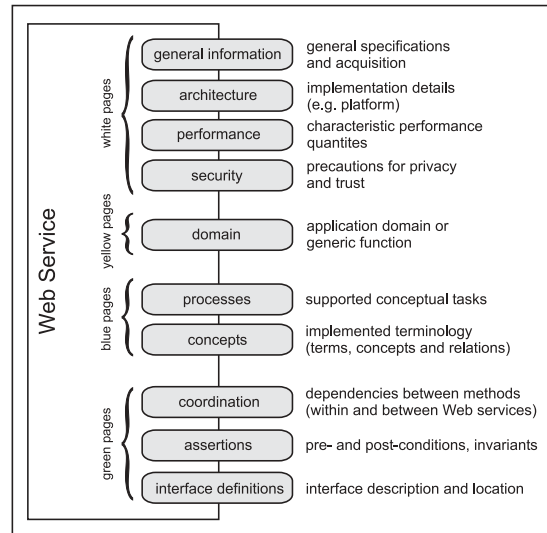 Web Service
white pages
general information
general specifications
and acquisition
architecture
implementation details
(e.g. platform)
performance
characteristic performance
quantites
security
precautions for privacy
and trust
yellow pages
domain
application domain or
generic function
blue pages
processes
supported conceptual tasks
concepts
implemented terminology
(terms, concepts and relations)
green pages
coordination
dependencies between methods
(within and between Web services)
assertions
pre- and post-conditions, invariants
interface definitions
interface description and location